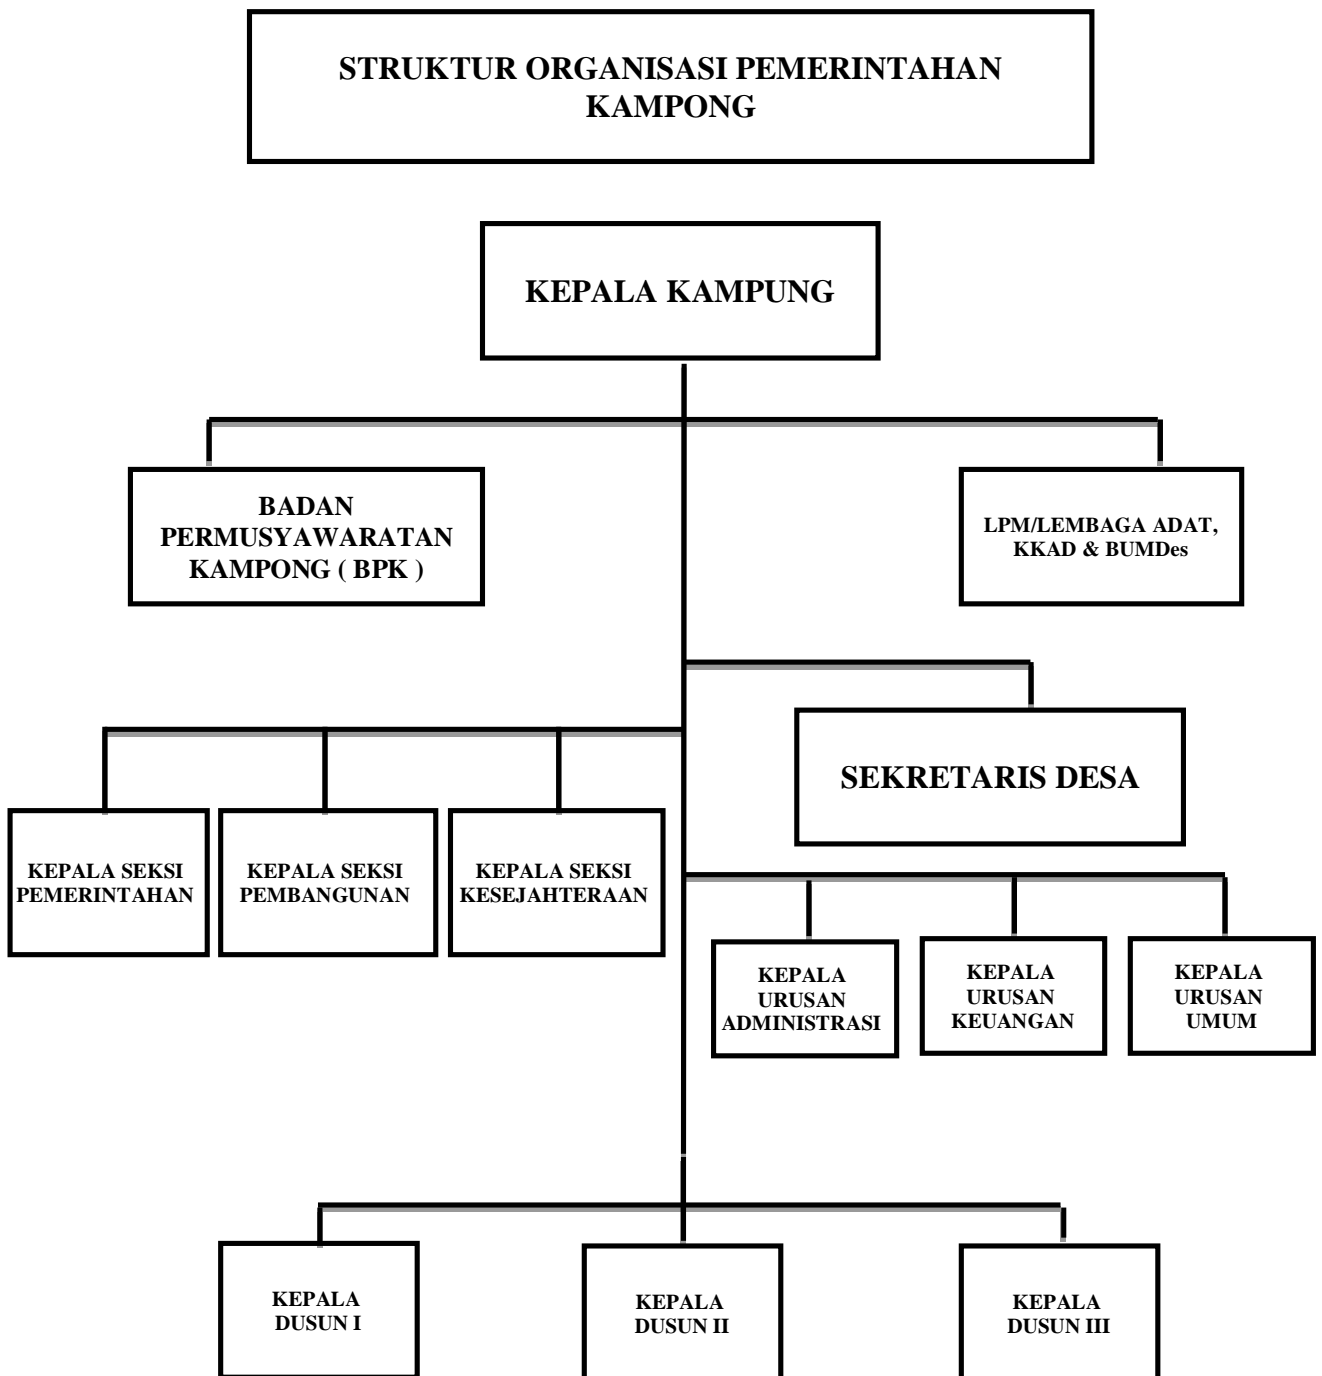 STRUKTUR ORGANISASI PEMERINTAHAN
KAMPONG
KEPALA KAMPUNG
BADAN
PERMUSYAWARATAN
KAMPONG ( BPK )
LPM/LEMBAGA ADAT,
KKAD & BUMDes
SEKRETARIS DESA
KEPALA SEKSI
PEMERINTAHAN
KEPALA SEKSI
PEMBANGUNAN
KEPALA SEKSI
KESEJAHTERAAN
KEPALA
URUSAN
ADMINISTRASI
KEPALA
URUSAN
KEUANGAN
KEPALA
URUSAN
UMUM
KEPALA
DUSUN I
KEPALA
DUSUN II
KEPALA
DUSUN III